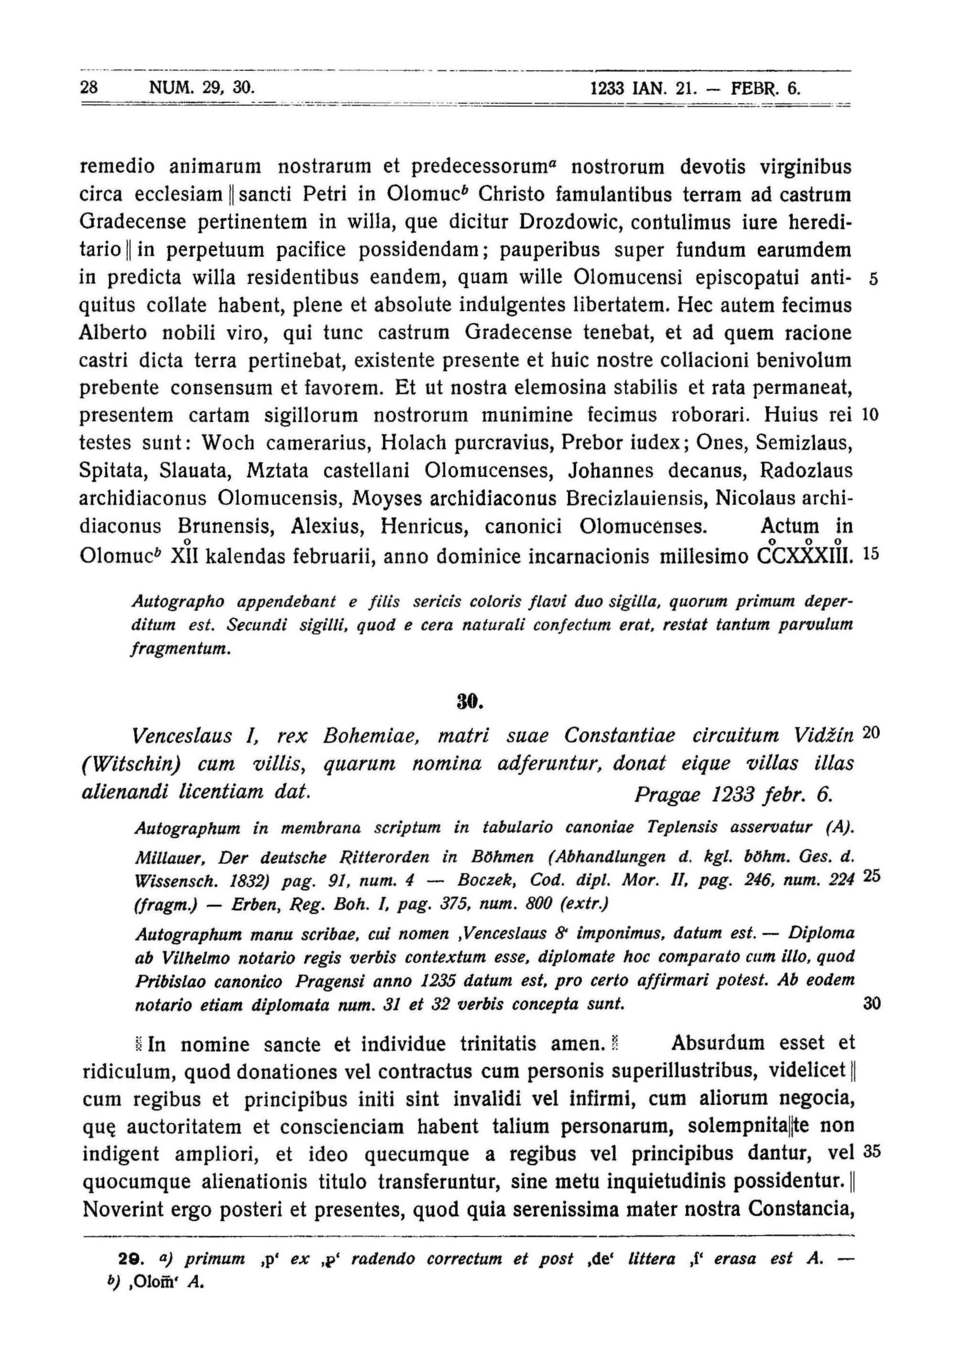 28 NUM. 29, 30. 1233 IAN. 21. — FEBR. 6.
remedio animarum nostrarum et predecessorumᵃ nostrorum devotis virginibus
circa ecclesiam || sancti Petri in Olomucᵇ Christo famulantibus terram ad castrum
Gradecense pertinentem in willa, que dicitur Drozdowic, contulimus iure heredi-
tario || in perpetuum pacifice possidendam; pauperibus super fundum earumdem
in predicta willa residentibus eandem, quam wille Olomucensi episcopatui anti- 5
quitus collate habent, plene et absolute indulgentes libertatem. Hec autem fecimus
Alberto nobili viro, qui tunc castrum Gradecense tenebat, et ad quem racione
castri dicta terra pertinebat, existente presente et huic nostre collacioni benivolum
prebente consensum et favorem. Et ut nostra elemosina stabilis et rata permaneat,
presentem cartam sigillorum nostrorum munimine fecimus roborari. Huius rei 10
testes sunt: Woch camerarius, Holach purcravius, Prebor iudex; Ones, Semizlaus,
Spitata, Slauata, Mztata castellani Olomucenses, Johannes decanus, Radozlaus
archidiaconus Olomucensis, Moyses archidiaconus Brecizlauiensis, Nicolaus archi-
diaconus Brunensis, Alexius, Henricus, canonici Olomucenses. Actum in
Olomucᵇ XII̊ kalendas februarii, anno dominice incarnacionis millesimo C̊CXX̊XII̊I. 15
Autographo appendebant e filis sericis coloris flavi duo sigilla, quorum primum deper-
ditum est. Secundi sigilli, quod e cera naturali confectum erat, restat tantum parvulum
fragmentum.
30.
Venceslaus I, rex Bohemiae, matri suae Constantiae circuitum Vidžín 20
(Witschin) cum villis, quarum nomina adferuntur, donat eique villas illas
alienandi licentiam dat. Pragae 1233 febr. 6.
Autographum in membrana scriptum in tabulario canoniae Teplensis asservatur (A).
Millauer, Der deutsche Ritterorden in Böhmen (Abhandlungen d. kgl. böhm. Ges. d.
Wissensch. 1832) pag. 91, num. 4 — Boczek, Cod. dipl. Mor. II, pag. 246, num. 224 25
(fragm.) — Erben, Reg. Boh. I, pag. 375, num. 800 (extr.)
Autographum manu scribae, cui nomen ‚Venceslaus 8‘ imponimus, datum est. — Diploma
ab Vilhelmo notario regis verbis contextum esse, diplomate hoc comparato cum illo, quod
Pribislao canonico Pragensi anno 1235 datum est, pro certo affirmari potest. Ab eodem
notario etiam diplomata num. 31 et 32 verbis concepta sunt. 30
In nomine sancte et individue trinitatis amen. Absurdum esset et
ridiculum, quod donationes vel contractus cum personis superillustribus, videlicet ||
cum regibus et principibus initi sint invalidi vel infirmi, cum aliorum negocia,
quę auctoritatem et conscienciam habent talium personarum, solempnita||te non
indigent ampliori, et ideo quecumque a regibus vel principibus dantur, vel 35
quocumque alienationis titulo transferuntur, sine metu inquietudinis possidentur. ||
Noverint ergo posteri et presentes, quod quia serenissima mater nostra Constancia,
29. a) primum ‚p‘ ex ‚ꝓ‘ radendo correctum et post ‚de‘ littera ‚ſ‘ erasa est A. —
b) ‚Olom̄‘ A.